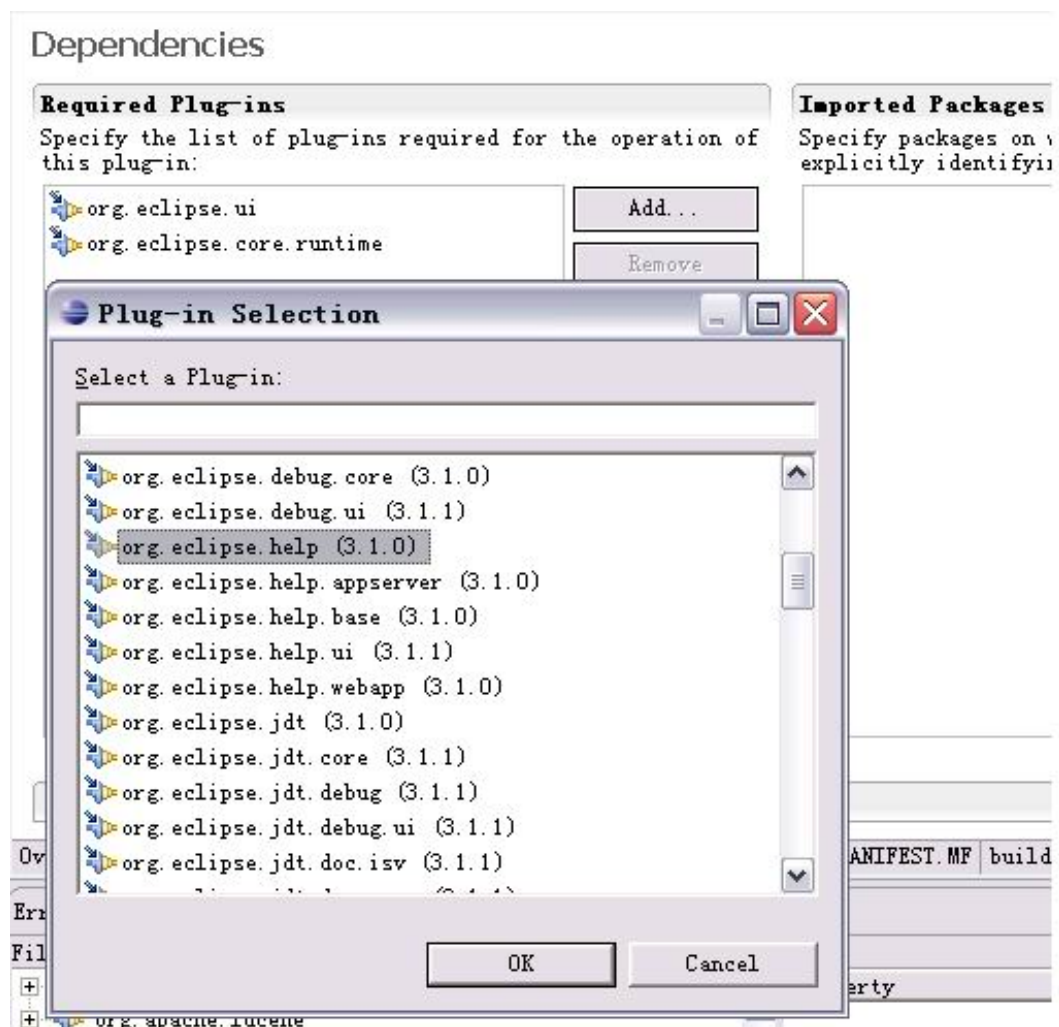 Dependencies
Required Plug-ins
Specify the list of plug-ins required for the operation of
this plug-in:
org.eclipse.ui
org.eclipse.core.runtime
Add...
Remove
Imported Packages
Specify packages on
explicitly
Plug-in Selection
Select a Plug-in:
org.eclipse.debug.core (3.1.0)
org.eclipse.debug.ui (3.1.1)
org.eclipse.help (3.1.0)
org.eclipse.help.appserver (3.1.0)
org.eclipse.help.base (3.1.0)
org.eclipse.help.ui (3.1.1)
org.eclipse.help.webapp (3.1.0)
org.eclipse.jdt (3.1.0)
org.eclipse.jdt.core (3.1.1)
org.eclipse.jdt.debug (3.1.1)
org.eclipse.jdt.debug.ui (3.1.1)
org.eclipse.jdt.doc.isv (3.1.1)
OK
Cancel
Ov
ANIFEST.MF
build
Err
Fil
erty
org.apache.lucene